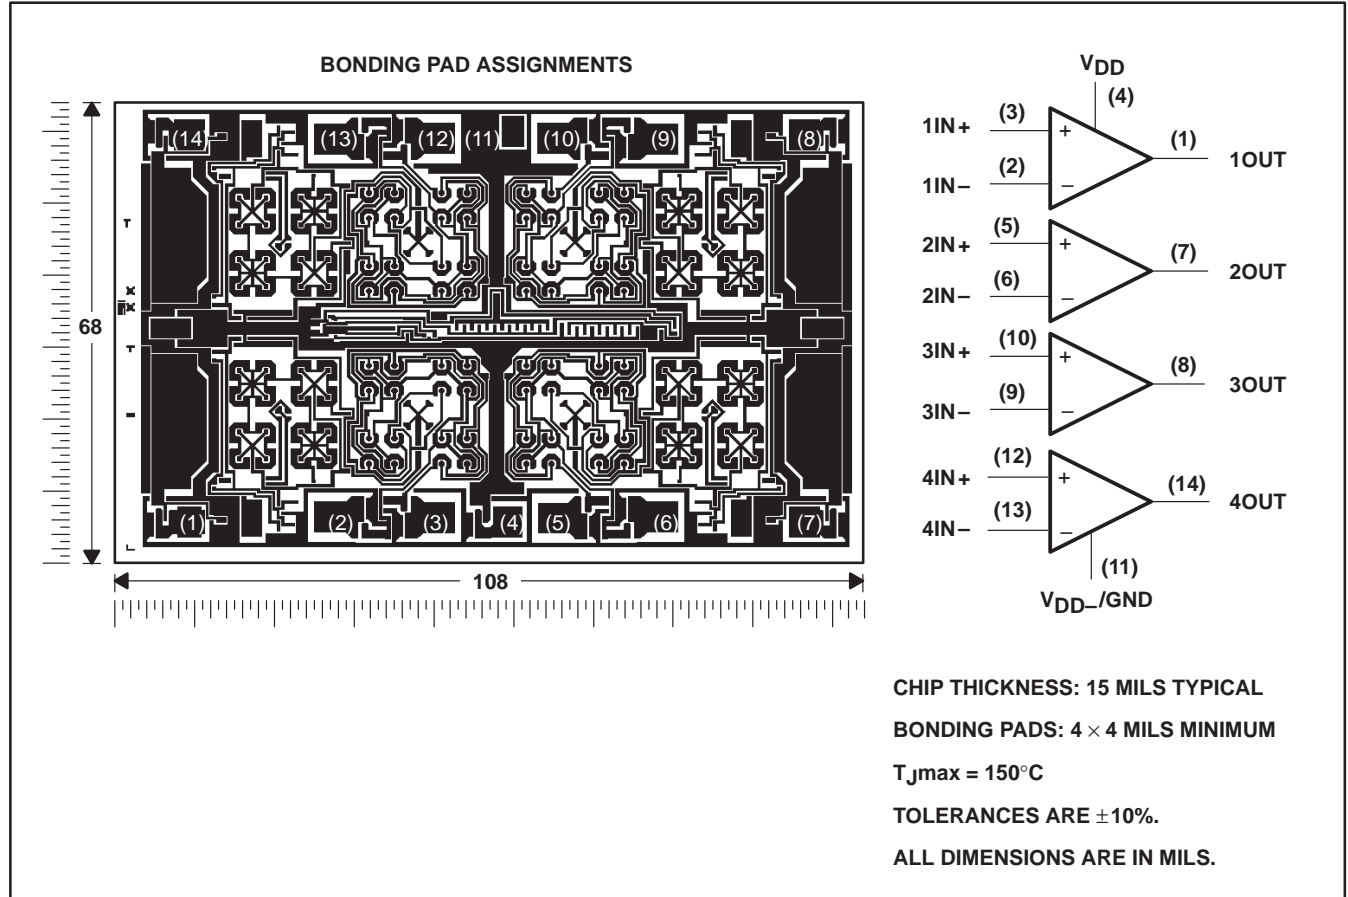 BONDING PAD ASSIGNMENTS
(14) (13) (12) (11) (10) (9) (8)
68
(1) (2) (3) (4) (5) (6) (7)
108
VDD
(4)
1IN+ (3) + (1) 1OUT
1IN− (2) −
2IN+ (5) + (7) 2OUT
2IN− (6) −
3IN+ (10) + (8) 3OUT
3IN− (9) −
4IN+ (12) + (14) 4OUT
4IN− (13) −
(11)
VDD−/GND
CHIP THICKNESS: 15 MILS TYPICAL
BONDING PADS: 4 × 4 MILS MINIMUM
TJmax = 150°C
TOLERANCES ARE ±10%.
ALL DIMENSIONS ARE IN MILS.